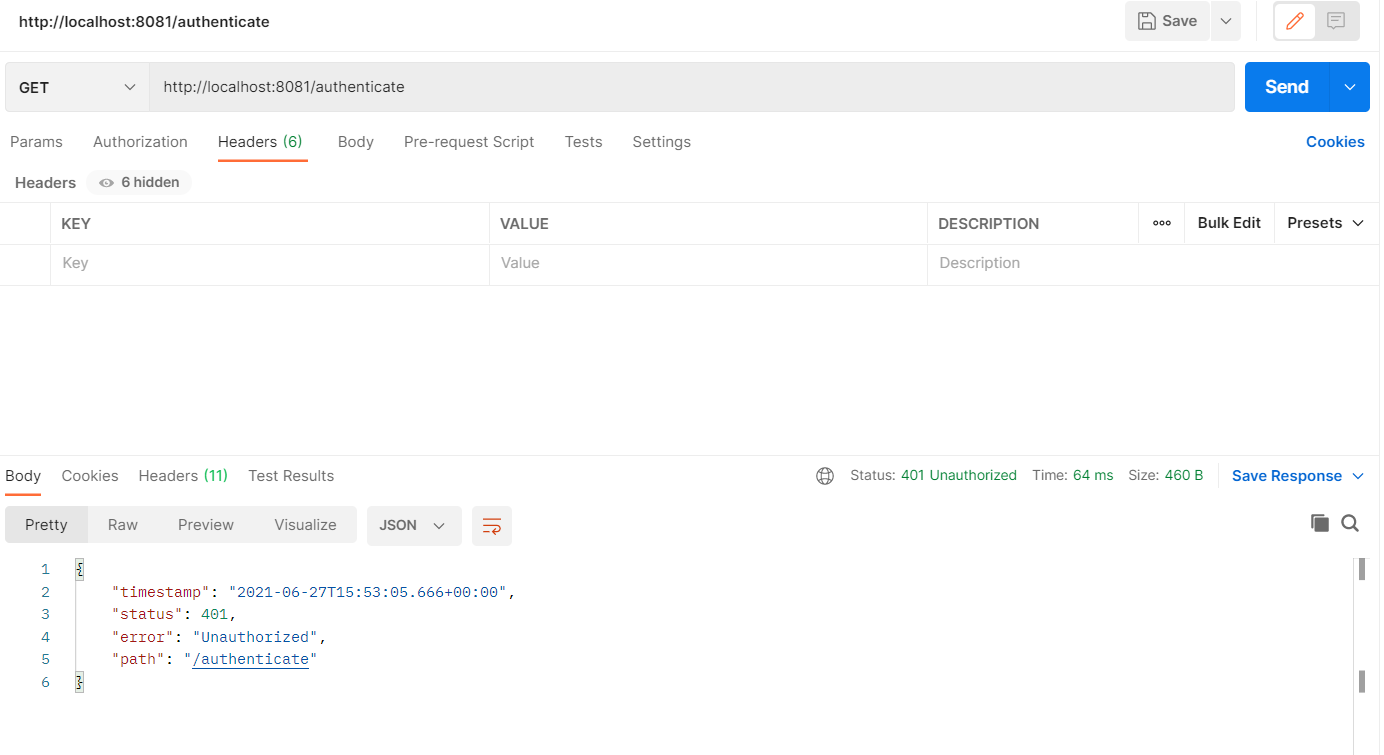 http://localhost:8081/authenticate
Save
GET
http://localhost:8081/authenticate
Send
Params Authorization Headers (6) Body Pre-request Script Tests Settings Cookies
Headers 6 hidden
KEY VALUE DESCRIPTION ooo Bulk Edit Presets
Key Value Description
Body Cookies Headers (11) Test Results Status: 401 Unauthorized Time: 64 ms Size: 460 B Save Response
Pretty Raw Preview Visualize JSON
1 {
2 "timestamp": "2021-06-27T15:53:05.666+00:00",
3 "status": 401,
4 "error": "Unauthorized",
5 "path": "/authenticate"
6 }